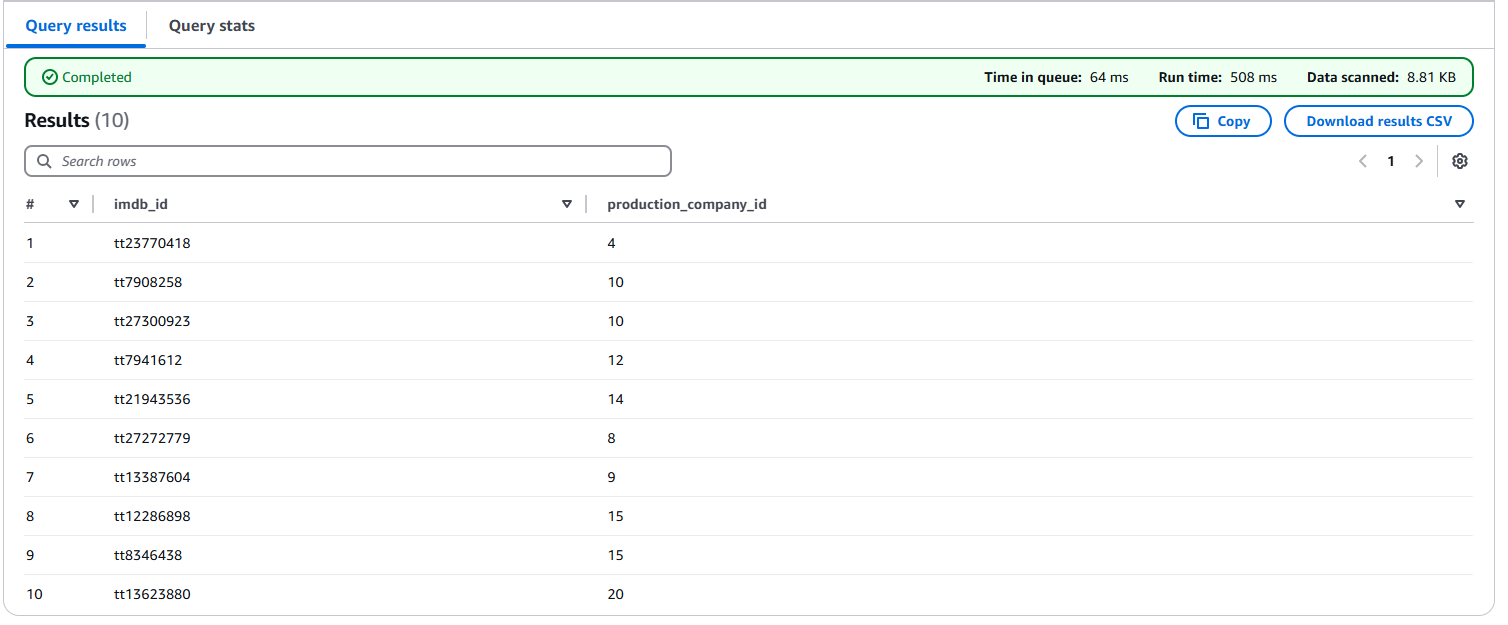 Query results Query stats
Completed Time in queue: 64 ms Run time: 508 ms Data scanned: 8.81 KB
Results (10) Copy Download results CSV
Search rows 1
# imdb_id production_company_id
1 tt23770418 4
2 tt7908258 10
3 tt27300923 10
4 tt7941612 12
5 tt21943536 14
6 tt27272779 8
7 tt13387604 9
8 tt12286898 15
9 tt8346438 15
10 tt13623880 20